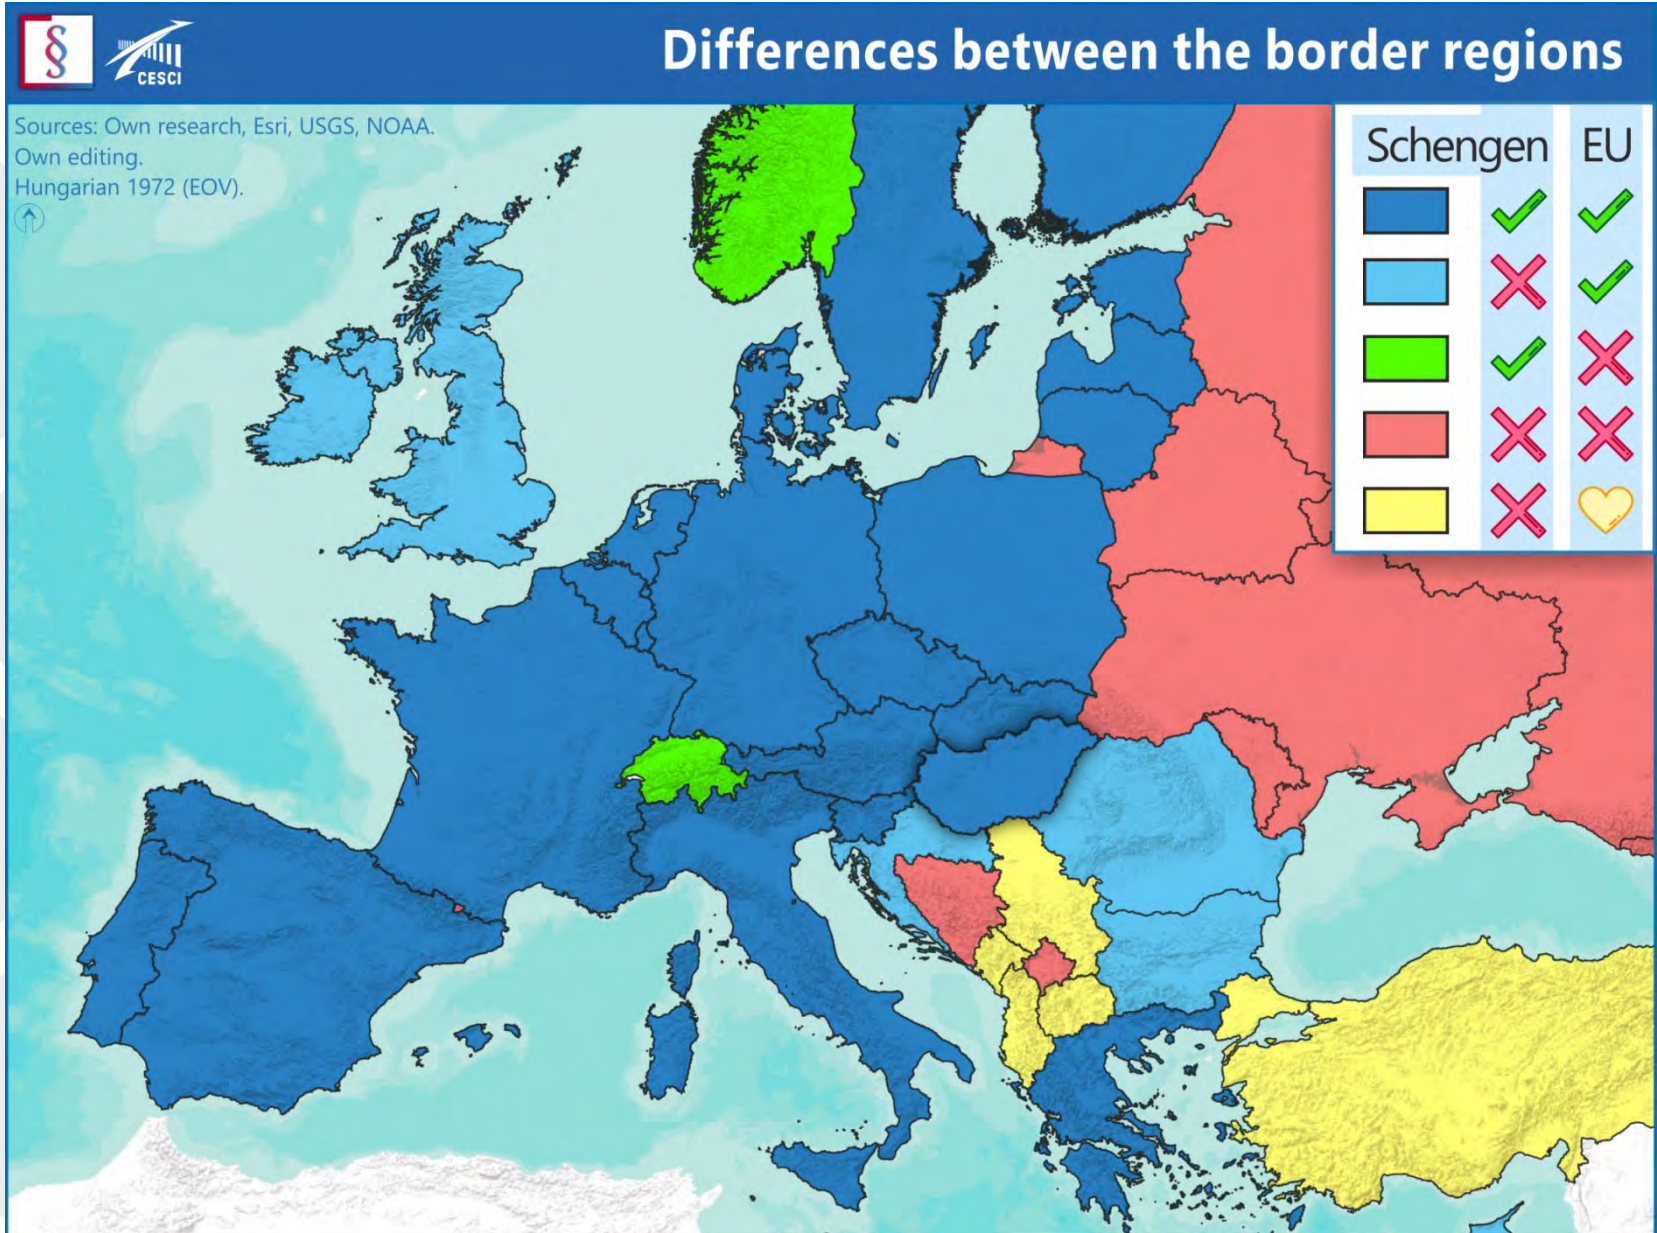 §
CESCI
Differences between the border regions
Sources: Own research, Esri, USGS, NOAA.
Own editing.
Hungarian 1972 (EOV).
Schengen EU